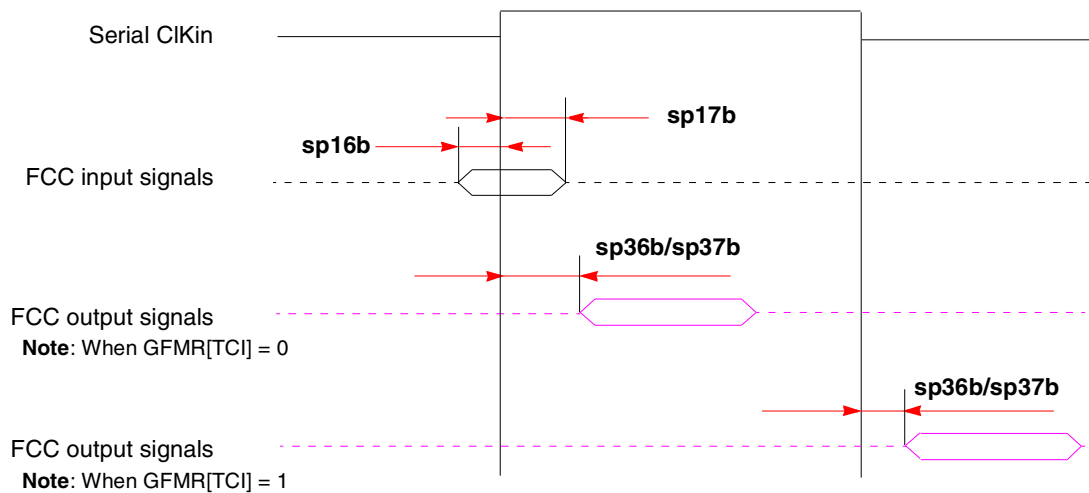 Serial ClKin
sp17b
sp16b
FCC input signals
sp36b/sp37b
FCC output signals
Note: When GFMR[TCI] = 0
sp36b/sp37b
FCC output signals
Note: When GFMR[TCI] = 1